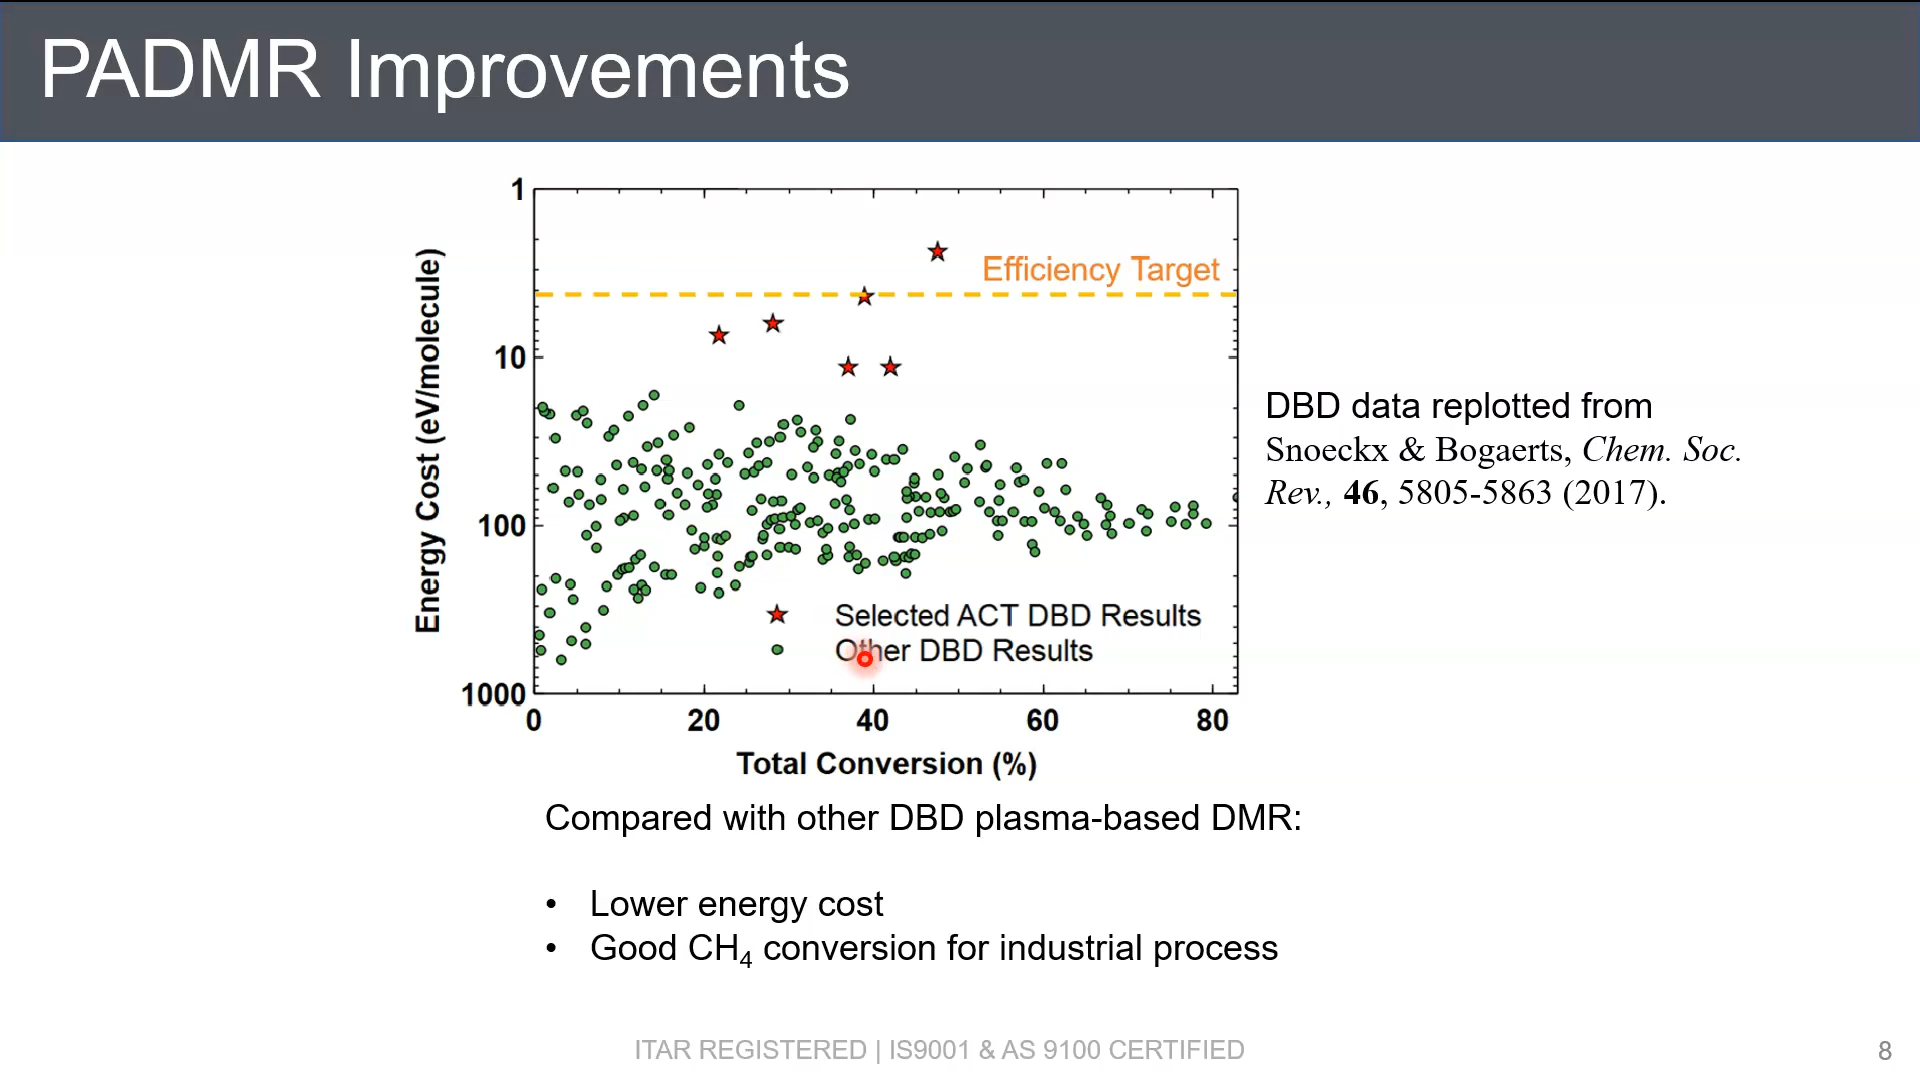 PADMR Improvements
1
10
100
1000
Energy Cost (eV/molecule)
Efficiency Target
Selected ACT DBD Results
Other DBD Results
0 20 40 60 80
Total Conversion (%)
DBD data replotted from
Snoeckx & Bogaerts, Chem. Soc.
Rev., 46, 5805-5863 (2017).
Compared with other DBD plasma-based DMR:
• Lower energy cost
• Good CH₄ conversion for industrial process
ITAR REGISTERED | IS9001 & AS 9100 CERTIFIED
8